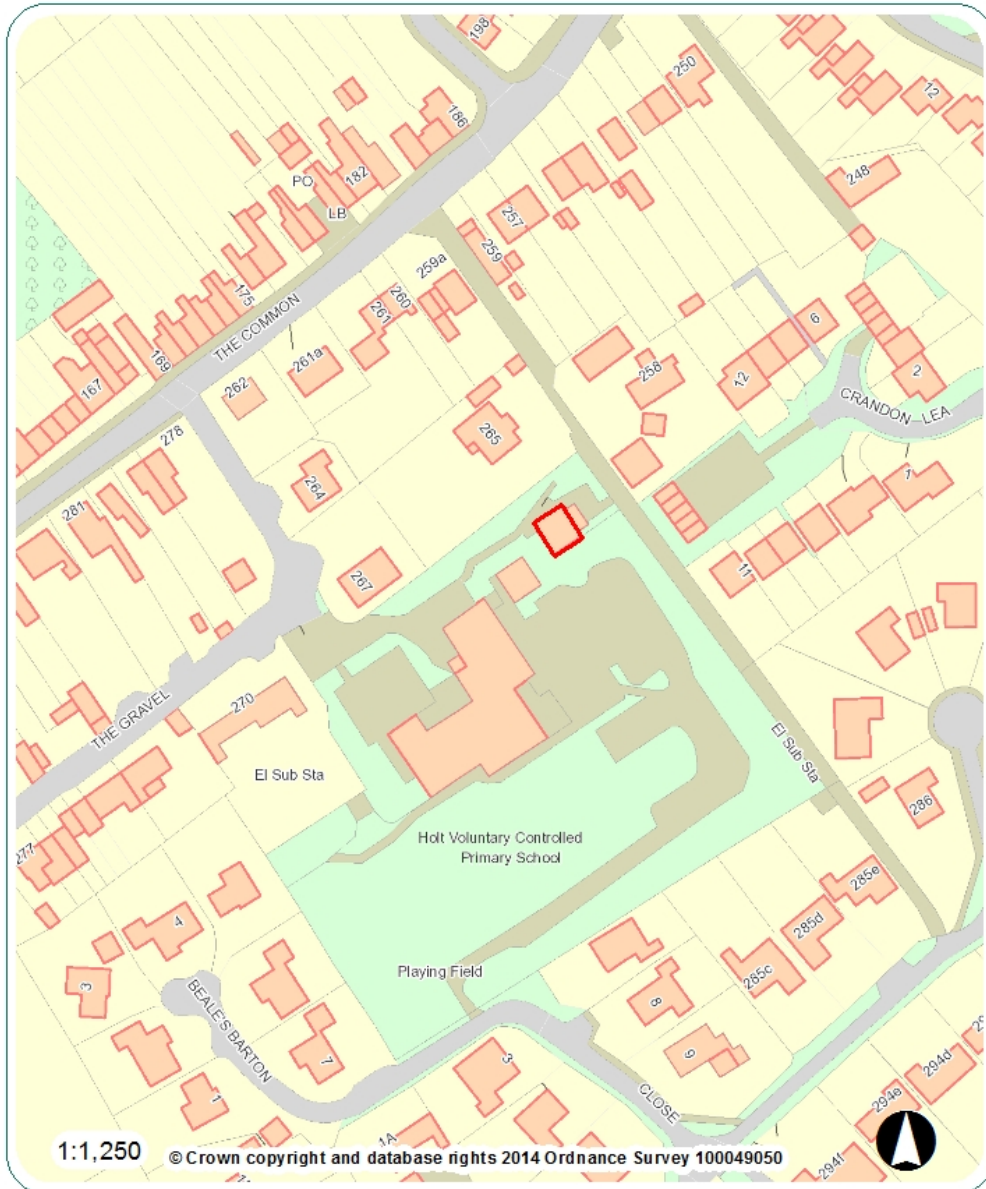 198
250
12
186
182
PO
LB
248
257
259
259a
260
261
175
THE COMMON
169
261a
262
167
6
258
12
2
CRANDON LEA
278
265
264
281
1
11
267
270
THE GRAVEL
El Sub Sta
El Sub Sta
286
277
Holt Voluntary Controlled
Primary School
285e
4
285d
3
Playing Field
285c
8
BEALE'S BARTON
7
9
3
1
CLOSE
294d
294e
1A
294f
1:1,250
© Crown copyright and database rights 2014 Ordnance Survey 100049050